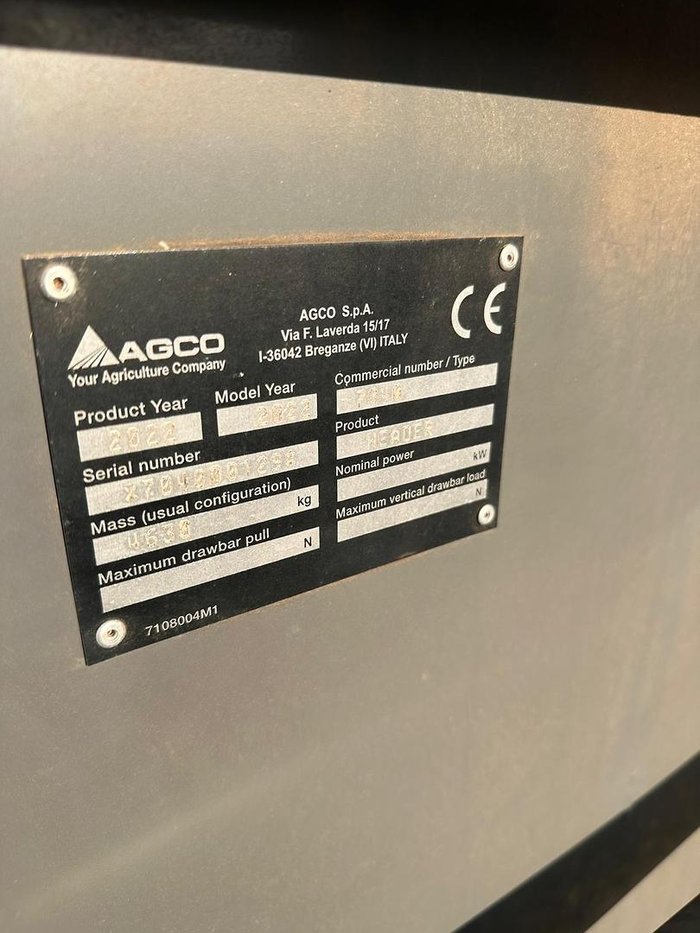 AGCO
Your Agriculture Company
AGCO S.p.A.
Via F. Laverda 15/17
I-36042 Breganze (VI) ITALY
CE
Product Year
2022
Model Year
Commercial number / Type
Serial number
Product
HEADER
Mass (usual configuration)
kg
Nominal power
kW
Maximum drawbar pull
N
Maximum vertical drawbar load
N
7108004M1